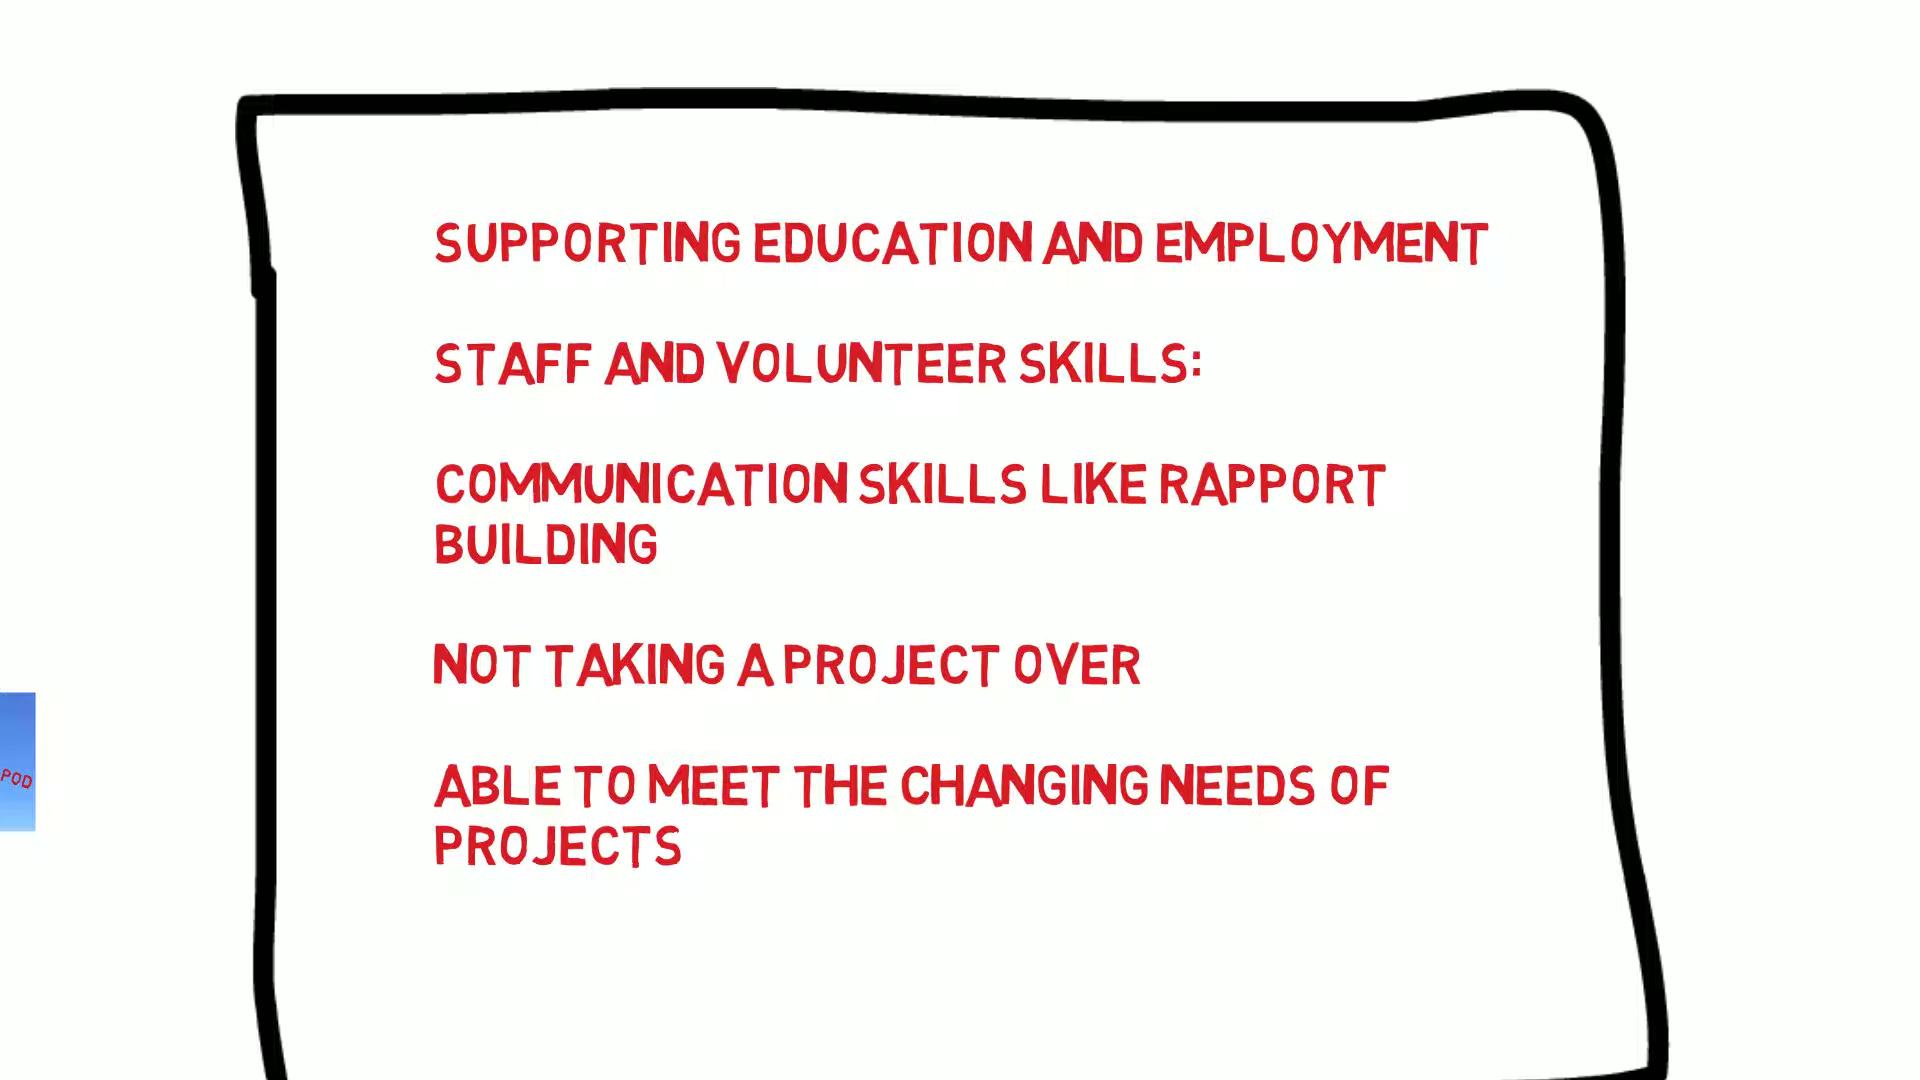 SUPPORTING EDUCATION AND EMPLOYMENT
STAFF AND VOLUNTEER SKILLS:
COMMUNICATION SKILLS LIKE RAPPORT
BUILDING
NOT TAKING A PROJECT OVER
ABLE TO MEET THE CHANGING NEEDS OF
PROJECTS
POD